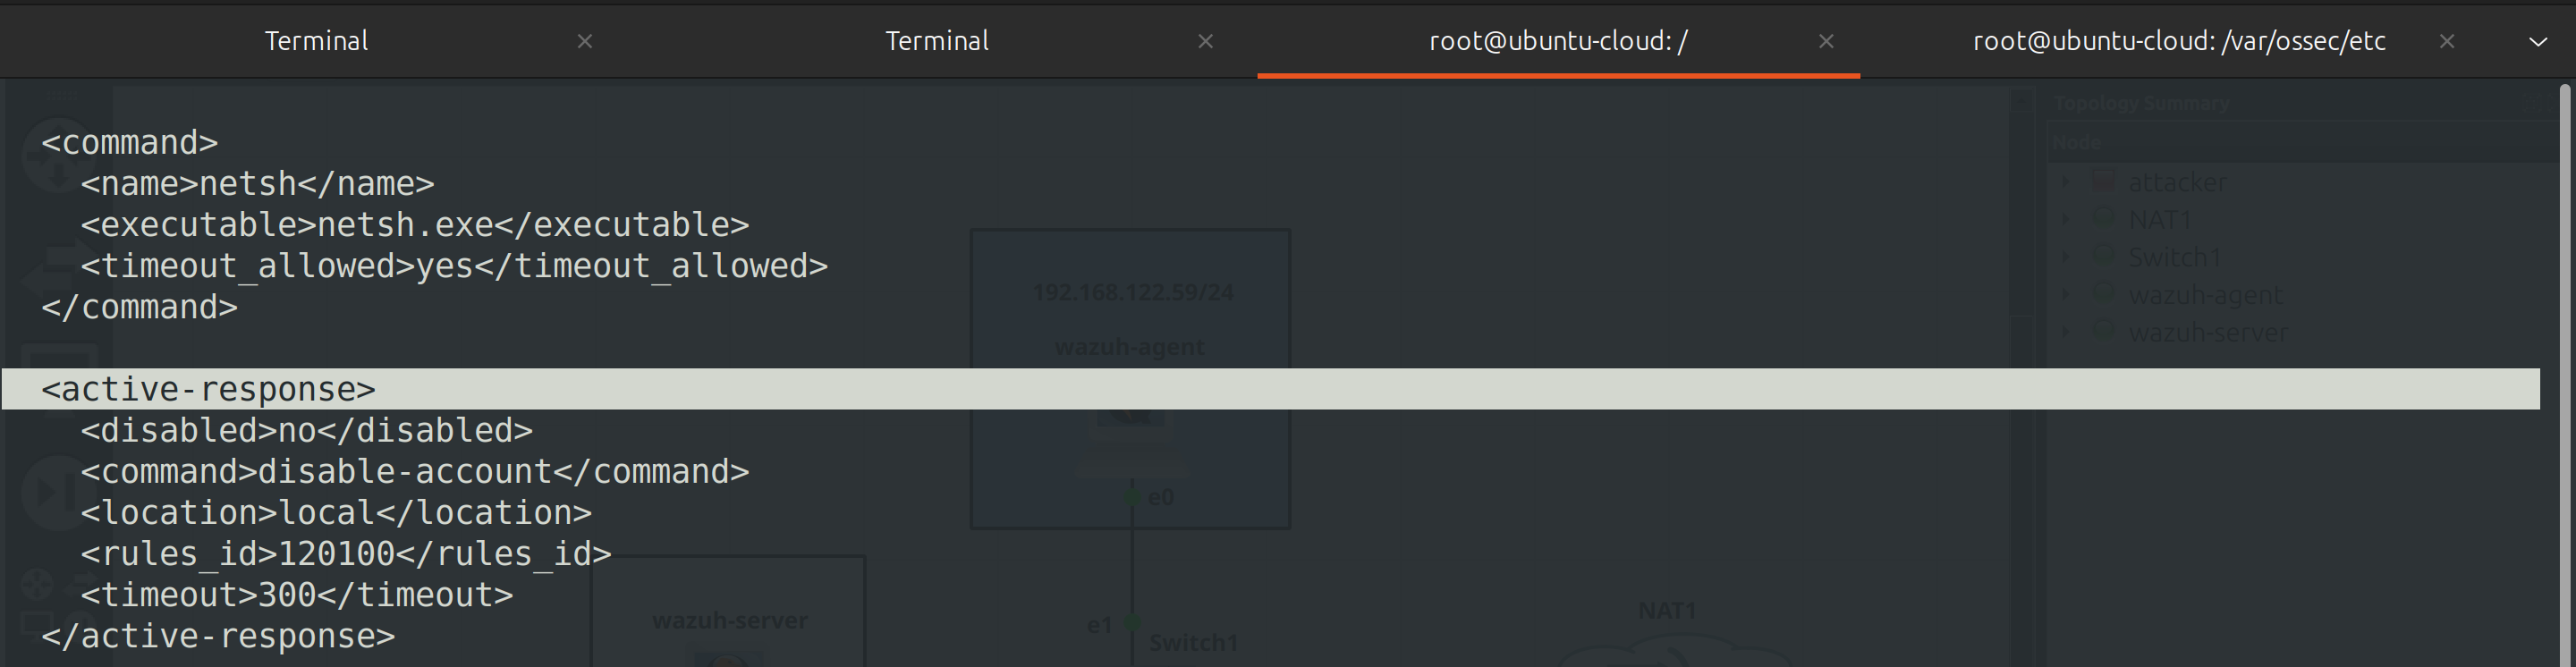 Terminal
Terminal
root@ubuntu-cloud: /
root@ubuntu-cloud: /var/ossec/etc
<command>
<name>netsh</name>
<executable>netsh.exe</executable>
<timeout_allowed>yes</timeout_allowed>
</command>
<active-response>
<disabled>no</disabled>
<command>disable-account</command>
<location>local</location>
<rules_id>120100</rules_id>
<timeout>300</timeout>
</active-response>
192.168.122.59/24
wazuh-agent
e0
wazuh-server
e1
Switch1
NAT1
Topology Summary
Node
attacker
NAT1
Switch1
wazuh-agent
wazuh-server